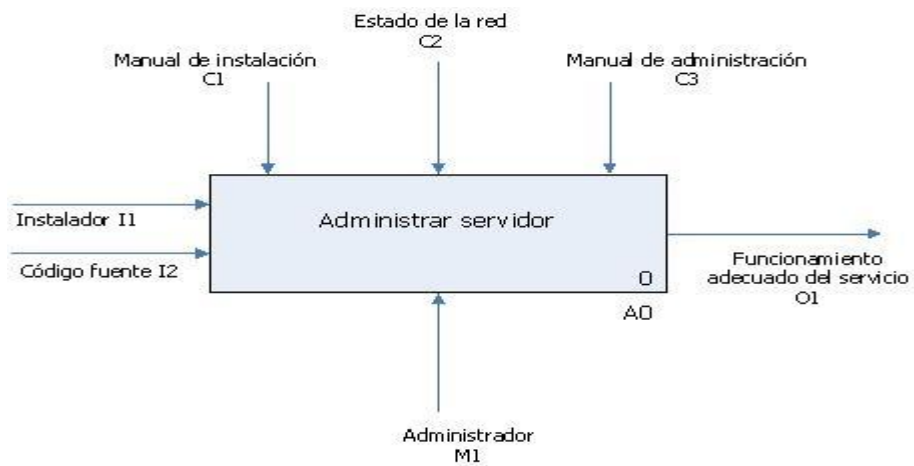 Estado de la red
C2
Manual de instalación
C1
Manual de administración
C3
Instalador I1
Código fuente I2
Administrar servidor
0
A0
Funcionamiento
adecuado del servicio
O1
Administrador
M1